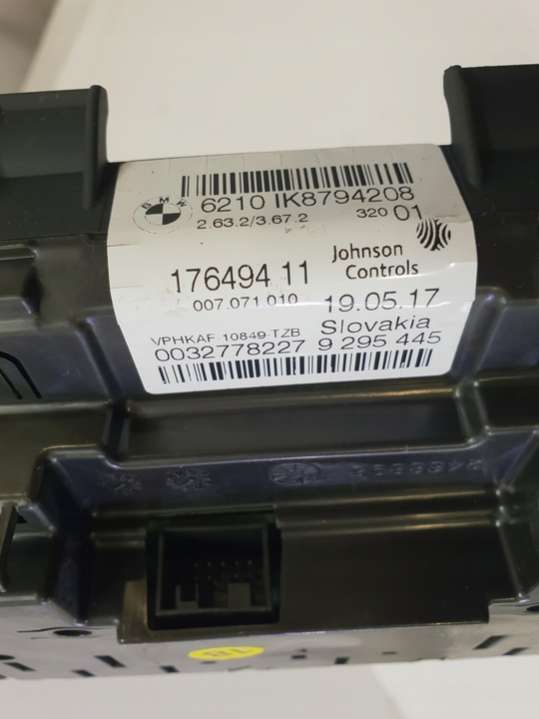 BMW
6210 IK8794208
2 63.2/3.67.2 320 01
Johnson
Controls
176494 11
007.071.010 19.05.17
VPHKAF-10849-TZB Slovakia
0032778227 9 295 445